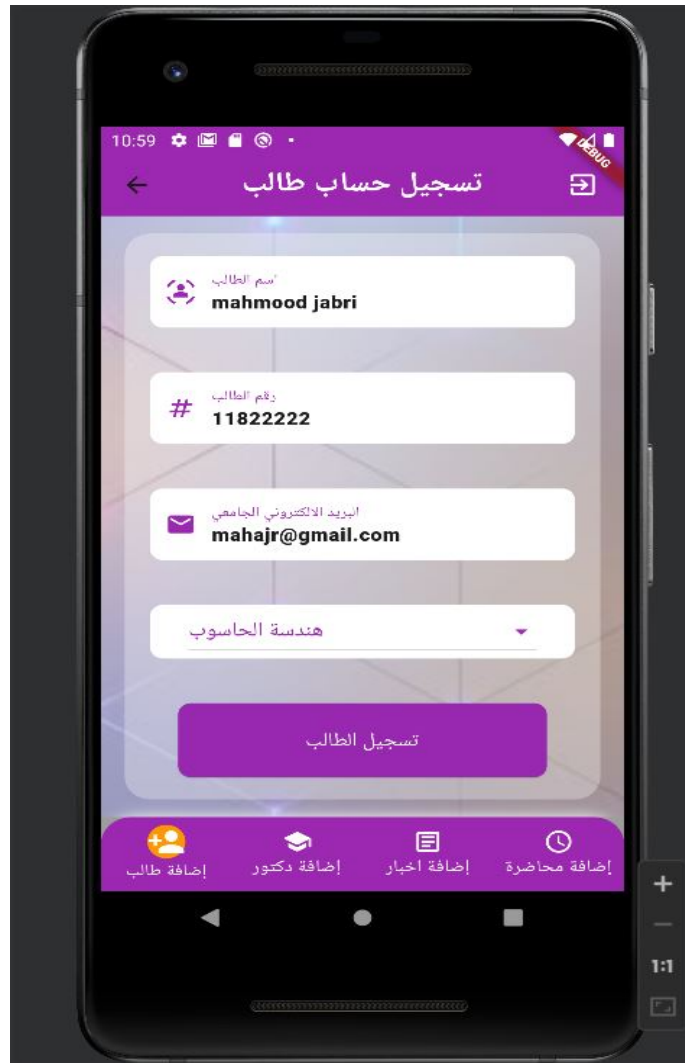 10:59
DEBUG
تسجيل حساب طالب
اسم الطالب
mahmood jabri
رقم الطالب
#
11822222
البريد الالكتروني الجامعي
mahajr@gmail.com
هندسة الحاسوب
تسجيل الطالب
إضافة محاضرة
إضافة اخبار
إضافة دكتور
إضافة طالب
1:1